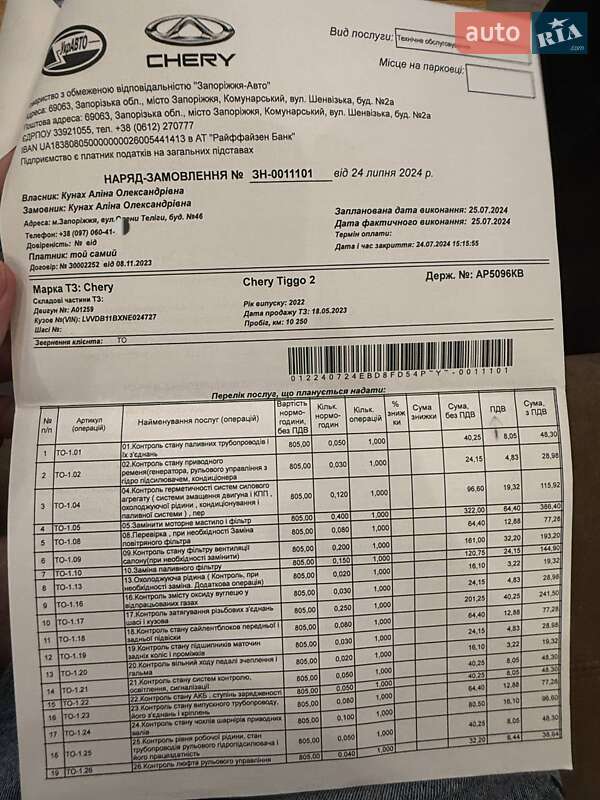 auto RIA .com
УкрАВТО
CHERY
Вид послуги: Технічне обслуговування
Місце на парковці:
Товариство з обмеженою відповідальністю "Запоріжжя-Авто"
адреса: 69063, Запорізька обл., місто Запоріжжя, Комунарський, вул. Шенвізька, буд. №2а
Поштова адреса: 69063, Запорізька обл., місто Запоріжжя, Комунарський, вул. Шенвізька, буд. №2а
ЄДРПОУ 33921055, тел. +38 (0612) 270777
IBAN UA183808050000000026005441413 в АТ "Райффайзен Банк"
Підприємство є платник податків на загальних підставах
НАРЯД-ЗАМОВЛЕННЯ № ЗН-0011101 від 24 липня 2024 р.
Власник: Кунах Аліна Олександрівна
Замовник: Кунах Аліна Олександрівна
Адреса: м.Запоріжжя, вул. Олени Теліги, буд. №46
Телефон: +38 (097) 060-41-
Довіреність: № від
Платник: той самий
Договір: № 30002252 від 08.11.2023
Запланована дата виконання: 25.07.2024
Дата фактичного виконання: 25.07.2024
Термін оплати:
Дата і час закриття: 24.07.2024 15:15:55
Марка ТЗ: Chery Chery Tiggo 2 Держ. №: АР5096КВ
Складові частини ТЗ:
Двигун №: А01259
Кузов №(VIN): LVVDB11BXNE024727
Шасі №:
Рік випуску: 2022
Дата продажу ТЗ: 18.05.2023
Пробіг, км: 10 250
Звернення клієнта: ТО
012240724EBD8FD54P"Y"-0011101
Перелік послуг, що планується надати:
№ п/п Артикул (операцій) Найменування послуг (операцій) Вартість нормо-години, без ПДВ Кільк. нормо-годин Кільк. операцій % знижки Сума знижки Сума, без ПДВ ПДВ Сума, з ПДВ
1 ТО-1.01 01.Контроль стану паливних трубопроводів і їх з'єднань 805,00 0,050 1,000 40,25 8,05 48,30
2 ТО-1.02 02.Контроль стану приводного ременя(генератора, рульового управління з гідро підсилювачем, кондиціонера 805,00 0,030 1,000 24,15 4,83 28,98
3 ТО-1.04 04.Контроль герметичності систем силового агрегату ( системи змащення двигуна і КПП , охолоджуючої рідини , кондиціонування і паливної системи ) , пер 805,00 0,120 1,000 96,60 19,32 115,92
4 ТО-1.05 05.Замінити моторне мастило і фільтр 805,00 0,400 1,000 322,00 64,40 386,40
5 ТО-1.08 08.Перевірка , при необхідності Заміна повітряного фільтра 805,00 0,080 1,000 64,40 12,88 77,28
6 ТО-1.09 09.Контроль стану фільтру вентиляції салону(при необхідності замінити) 805,00 0,200 1,000 161,00 32,20 193,20
7 ТО-1.10 10.Заміна паливного фільтру 805,00 0,150 1,000 120,75 24,15 144,90
8 ТО-1.13 13.Охолоджуюча рідина ( Контроль, при необхідність заміна. Додаткова операція) 805,00 0,020 1,000 16,10 3,22 19,32
9 ТО-1.16 16.Контроль змісту оксиду вуглецю у відпрацьованих газах 805,00 0,030 1,000 24,15 4,83 28,98
10 ТО-1.17 17.Контроль затягування різьбових з'єднань шасі і кузова 805,00 0,250 1,000 201,25 40,25 241,50
11 ТО-1.18 18.Контроль стану сайлентблоків передньої і задньої підвіски 805,00 0,080 1,000 64,40 12,88 77,28
12 ТО-1.19 19.Контроль стану підшипників маточин задніх коліс і проміжків 805,00 0,030 1,000 24,15 4,83 28,98
13 ТО-1.20 20.Контроль вільний ходу педалі зчеплення і гальма 805,00 0,020 1,000 16,10 3,22 19,32
14 ТО-1.21 21.Контроль стану систем контролю, освітлення, сигналізації 805,00 0,050 1,000 40,25 8,05 48,30
15 ТО-1.22 22.Контроль стану АКБ , ступінь зарядженості 805,00 0,050 1,000 40,25 8,05 48,30
16 ТО-1.23 23.Контроль стану випускного трубопроводу, його з'єднань і кріплень 805,00 0,080 1,000 64,40 12,88 77,28
17 ТО-1.24 24.Контроль стану чохлів шарнірів приводних валів 805,00 0,100 1,000 80,50 16,10 96,60
18 ТО-1.25 25.Контроль рівня робочої рідини, стан трубопроводів рульового гідропідсилювача і його працездатність 805,00 0,050 1,000 40,25 8,05 48,30
19 ТО-1.26 26.Контроль люфта рульового управління 805,00 0,040 1,000 32,20 6,44 38,64